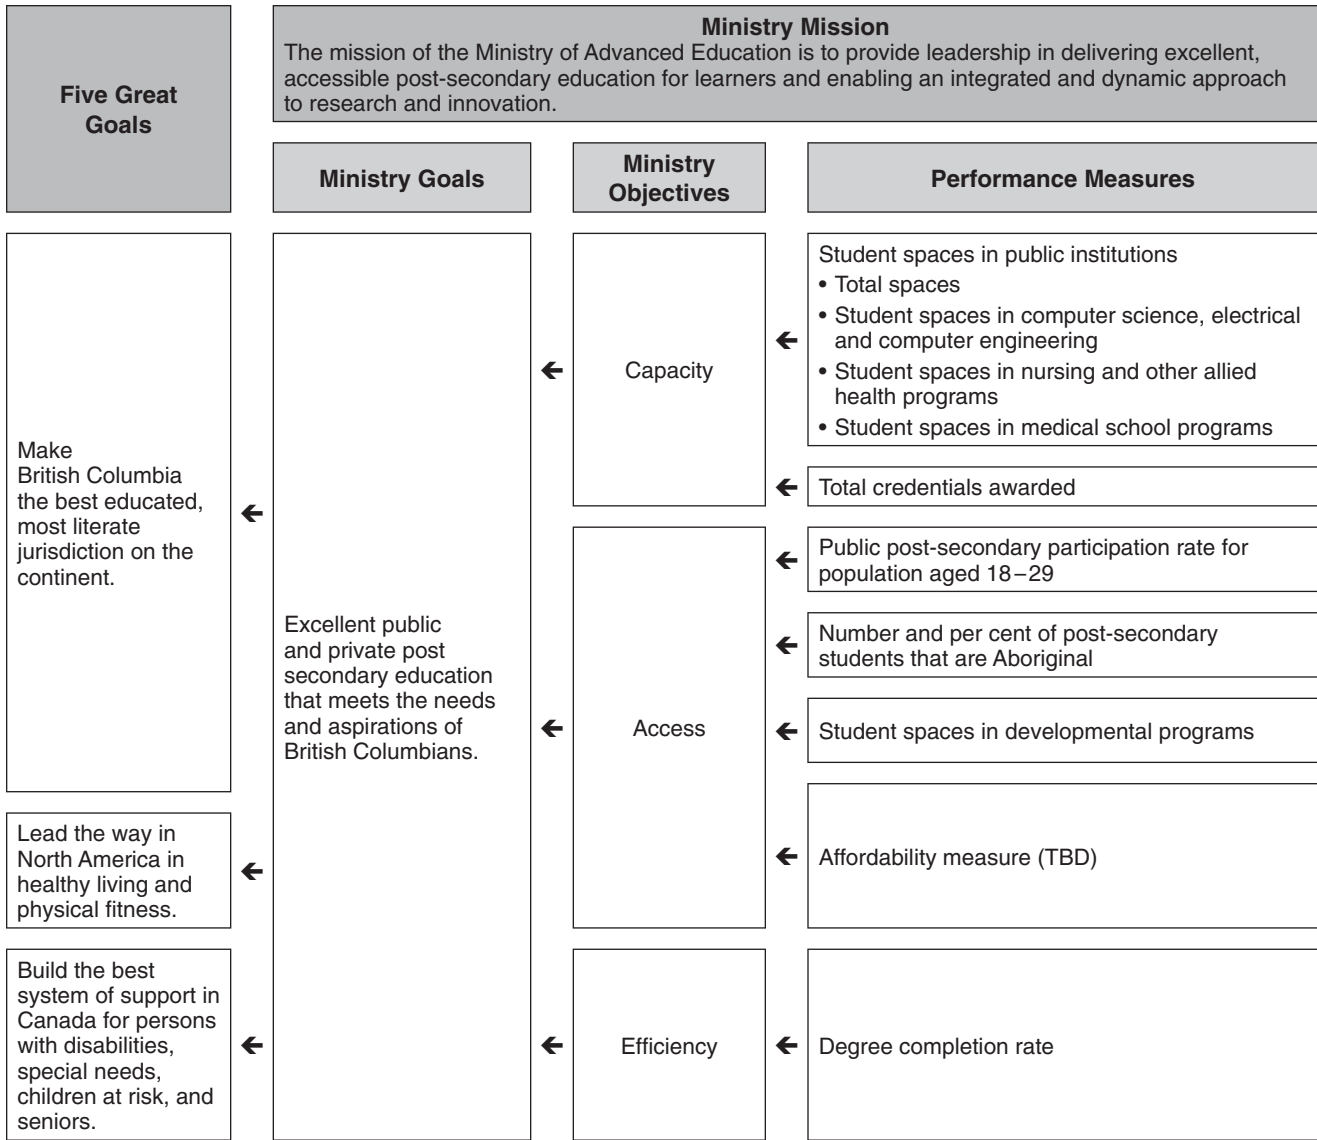 Five Great
Goals
Ministry Mission
The mission of the Ministry of Advanced Education is to provide leadership in delivering excellent,
accessible post-secondary education for learners and enabling an integrated and dynamic approach
to research and innovation.
Ministry Goals
Ministry
Objectives
Performance Measures
Make
British Columbia
the best educated,
most literate
jurisdiction on the
continent.
Lead the way in
North America in
healthy living and
physical fitness.
Build the best
system of support in
Canada for persons
with disabilities,
special needs,
children at risk, and
seniors.
Excellent public
and private post
secondary education
that meets the needs
and aspirations of
British Columbians.
Capacity
Student spaces in public institutions
• Total spaces
• Student spaces in computer science, electrical
and computer engineering
• Student spaces in nursing and other allied
health programs
• Student spaces in medical school programs
Total credentials awarded
Access
Public post-secondary participation rate for
population aged 18–29
Number and per cent of post-secondary
students that are Aboriginal
Student spaces in developmental programs
Affordability measure (TBD)
Efficiency
Degree completion rate